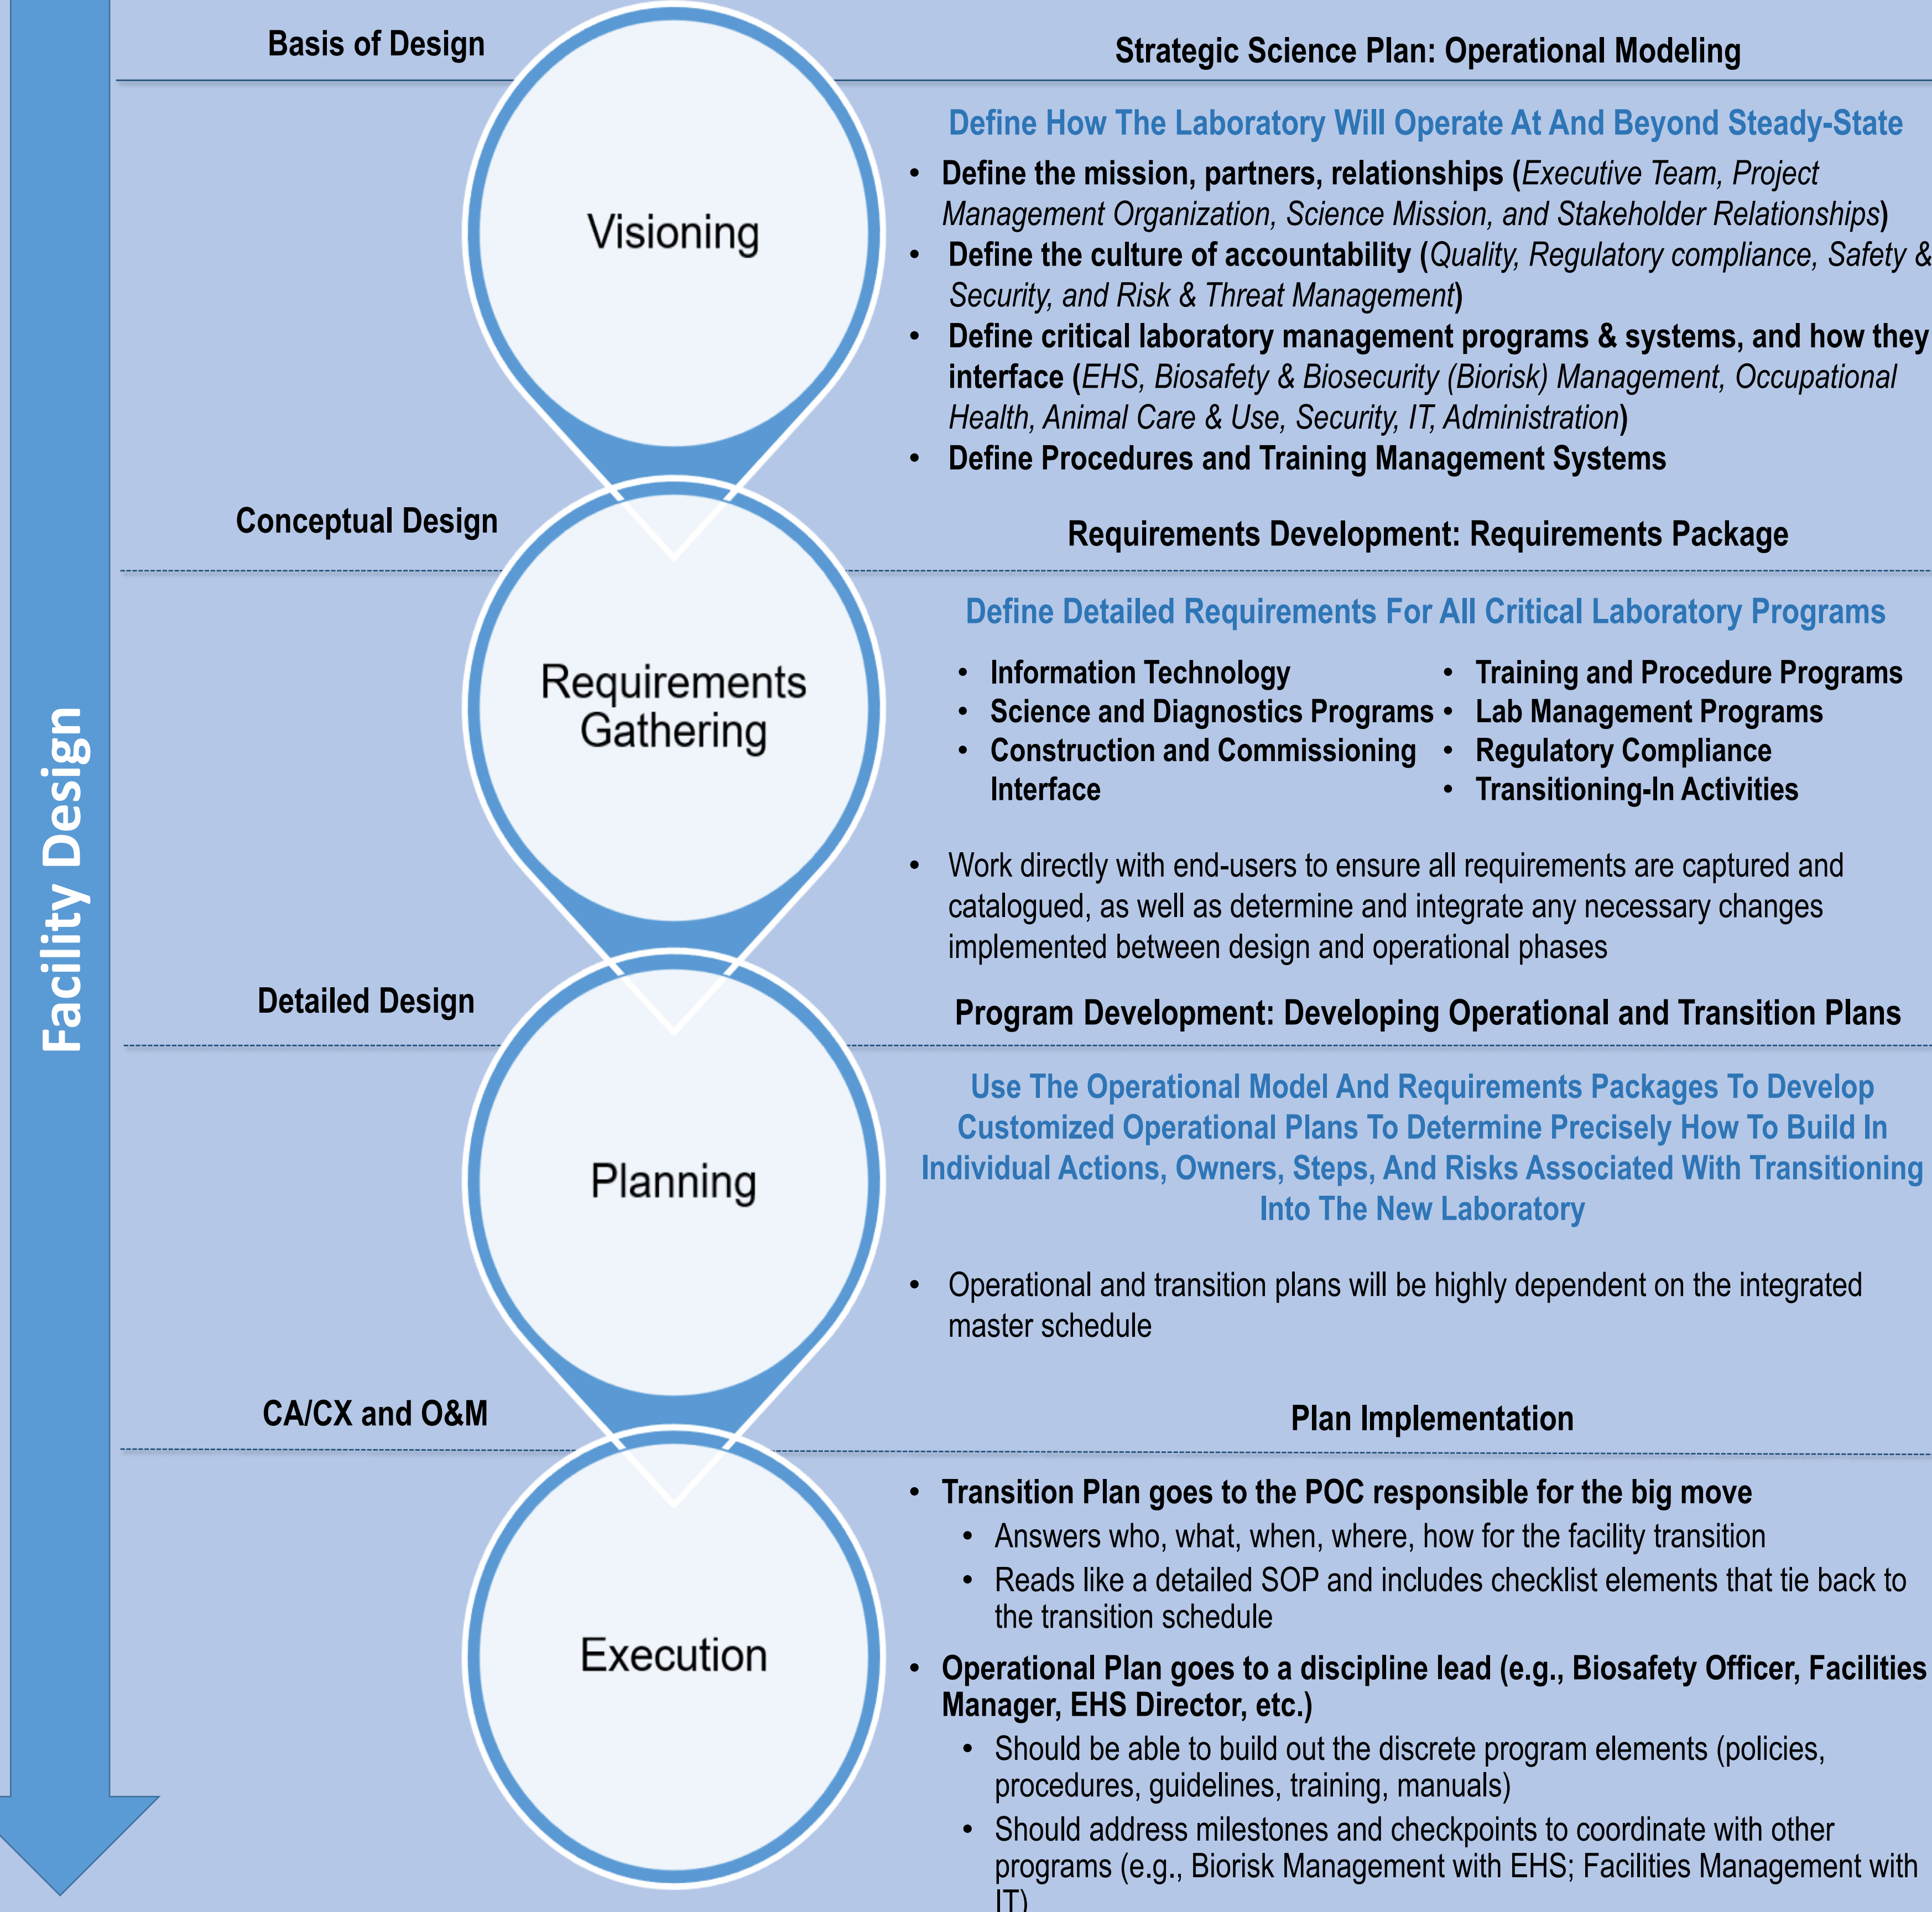 Facility Design
Basis of Design
Strategic Science Plan: Operational Modeling
Visioning
Define How The Laboratory Will Operate At And Beyond Steady-State
• Define the mission, partners, relationships (Executive Team, Project
Management Organization, Science Mission, and Stakeholder Relationships)
• Define the culture of accountability (Quality, Regulatory compliance, Safety &
Security, and Risk & Threat Management)
• Define critical laboratory management programs & systems, and how they
interface (EHS, Biosafety & Biosecurity (Biorisk) Management, Occupational
Health, Animal Care & Use, Security, IT, Administration)
• Define Procedures and Training Management Systems
Conceptual Design
Requirements Development: Requirements Package
Requirements
Gathering
Define Detailed Requirements For All Critical Laboratory Programs
• Information Technology
• Science and Diagnostics Programs
• Construction and Commissioning
Interface
• Training and Procedure Programs
• Lab Management Programs
• Regulatory Compliance
• Transitioning-In Activities
• Work directly with end-users to ensure all requirements are captured and
catalogued, as well as determine and integrate any necessary changes
implemented between design and operational phases
Detailed Design
Program Development: Developing Operational and Transition Plans
Planning
Use The Operational Model And Requirements Packages To Develop
Customized Operational Plans To Determine Precisely How To Build In
Individual Actions, Owners, Steps, And Risks Associated With Transitioning
Into The New Laboratory
• Operational and transition plans will be highly dependent on the integrated
master schedule
CA/CX and O&M
Plan Implementation
Execution
• Transition Plan goes to the POC responsible for the big move
• Answers who, what, when, where, how for the facility transition
• Reads like a detailed SOP and includes checklist elements that tie back to
the transition schedule
• Operational Plan goes to a discipline lead (e.g., Biosafety Officer, Facilities
Manager, EHS Director, etc.)
• Should be able to build out the discrete program elements (policies,
procedures, guidelines, training, manuals)
• Should address milestones and checkpoints to coordinate with other
programs (e.g., Biorisk Management with EHS; Facilities Management with
IT)